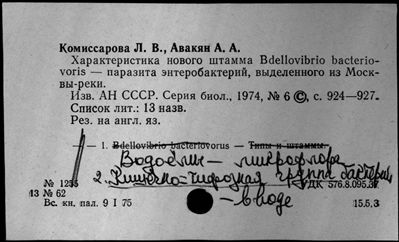 Комиссарова Л. В., Авакян А. А.
Характеристика нового штамма Bdellovibrio bacterio-
voris — паразита энтеробактерий, выделенного из Моск-
вы-реки.
Изв. АН СССР. Серия биол., 1974, № 6 ©, с. 924—927.
Список лит.: 13 назв.
Рез. на англ. яз.
— 1. Bdellovibrio bacteriovorus — Типы и штаммы.
Водоёмы — микрофлора
2. Кишечно-тифозная группа бактерий
№ 1235 УДК 576.8.095.37
13 № 62 — в воде
Вс. кн. пал. 9 I 75 15.5.3